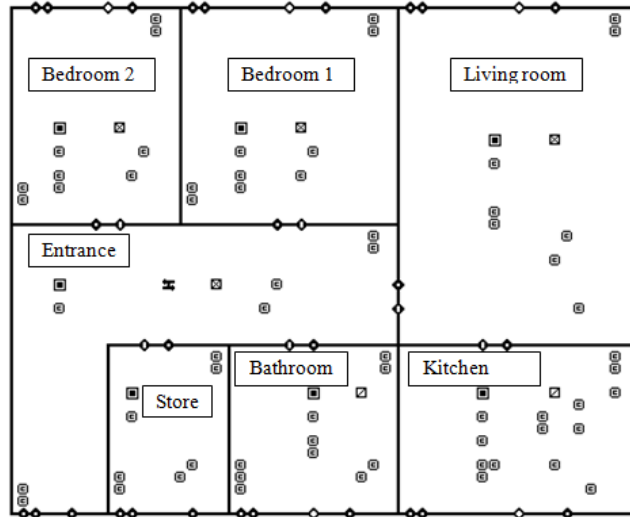 Bedroom 2
Bedroom 1
Living room
Entrance
Bathroom
Kitchen
Store